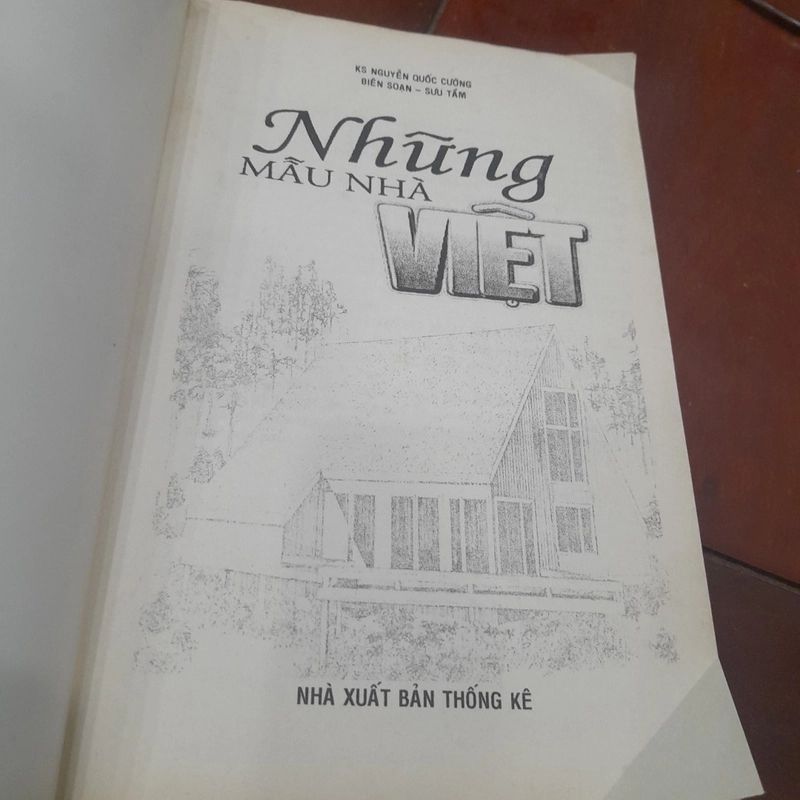 KS NGUYỄN QUỐC CƯỜNG
BIÊN SOẠN – SƯU TẦM
Những
MẪU NHÀ
VIỆT
NHÀ XUẤT BẢN THỐNG KÊ